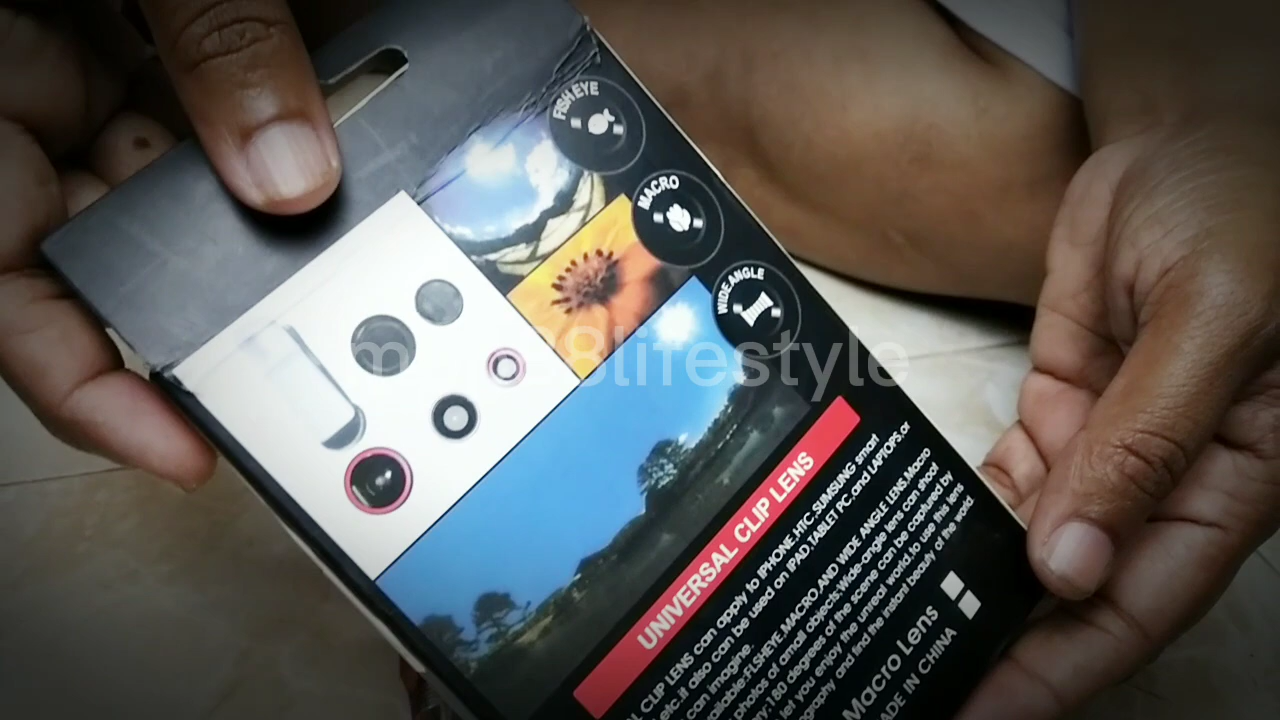 FISHEYE
MACRO
WIDE ANGLE
lifestyle
UNIVERSAL CLIP LENS
CLIP LENS can apply to IPHONE.HTC.SUMSUNG smart
etc.it also can be used on IPAD,TABLET PC,and LAPTOPS,or
can imagine.
FLSHEYE,MACRO,AND WIDE ANGLE LENS.Macro
photos of amall objects:Wide-angle lens can shoot
180 degrees of the scene can be captured by
let you enjoy the unreal world,to use this lens
and find the instant beauty of the world.
Macro Lens
MADE IN CHINA